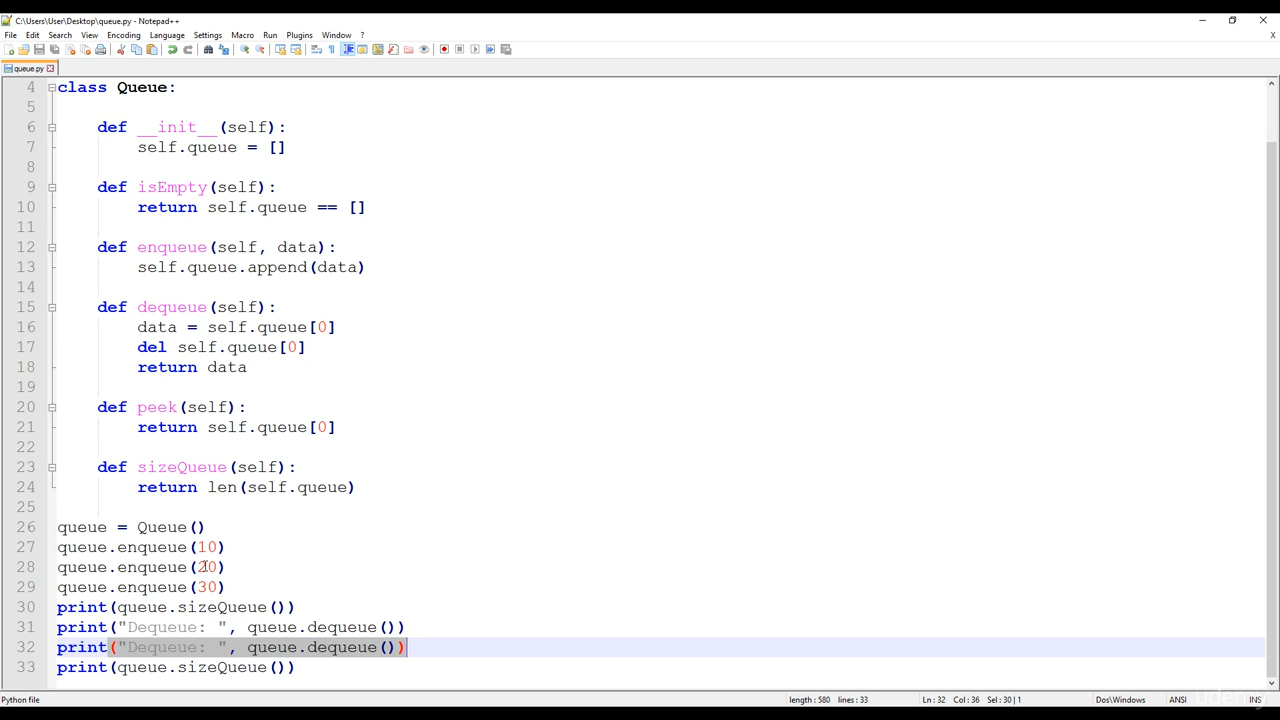 C:\Users\User\Desktop\queue.py - Notepad++
File Edit Search View Encoding Language Settings Macro Run Plugins Window ? X
queue.py
4 class Queue:
5
6     def __init__(self):
7         self.queue = []
8
9     def isEmpty(self):
10         return self.queue == []
11
12     def enqueue(self, data):
13         self.queue.append(data)
14
15     def dequeue(self):
16         data = self.queue[0]
17         del self.queue[0]
18         return data
19
20     def peek(self):
21         return self.queue[0]
22
23     def sizeQueue(self):
24         return len(self.queue)
25
26 queue = Queue()
27 queue.enqueue(10)
28 queue.enqueue(20)
29 queue.enqueue(30)
30 print(queue.sizeQueue())
31 print("Dequeue: ", queue.dequeue())
32 print("Dequeue: ", queue.dequeue())
33 print(queue.sizeQueue())
Python file length : 580 lines : 33 Ln : 32 Col : 36 Sel : 30 | 1 Dos\Windows ANSI INS
udemy